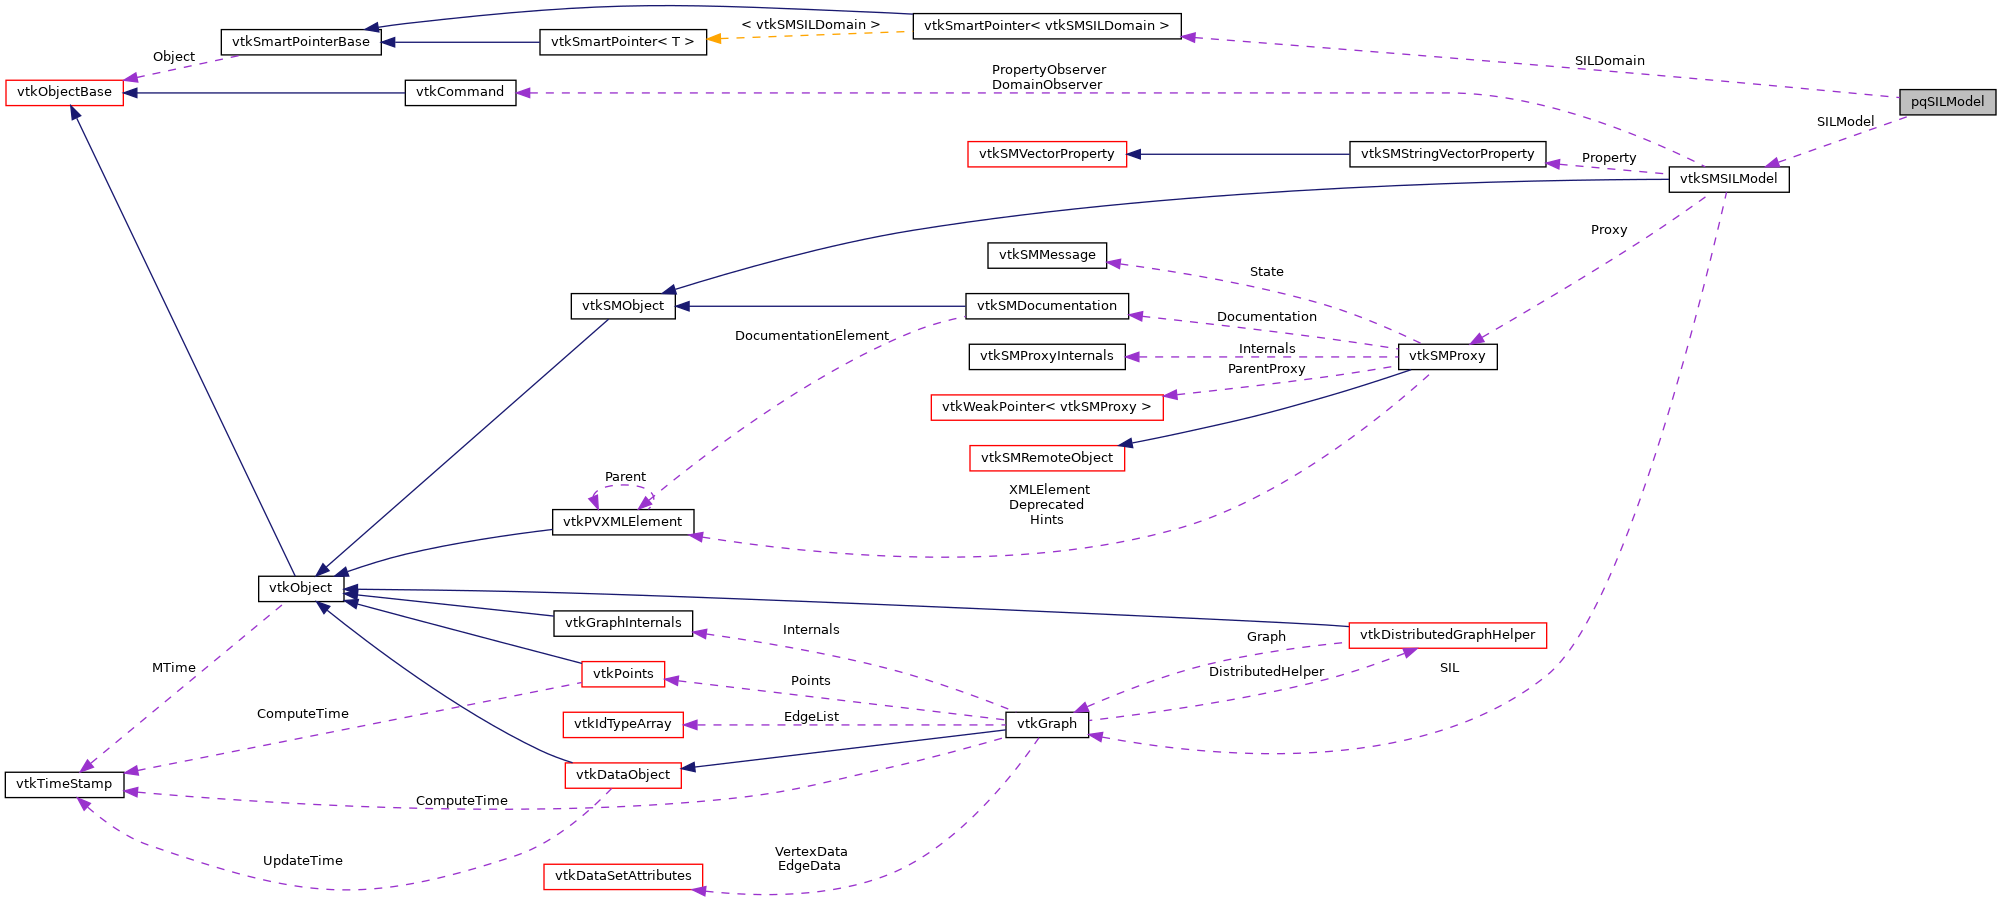 < vtkSMSILDomain >
vtkSmartPointer< vtkSMSILDomain >
vtkSmartPointerBase
vtkSmartPointer< T >
Object
SILDomain
PropertyObserver
DomainObserver
vtkObjectBase
vtkCommand
pqSILModel
SILModel
vtkSMVectorProperty
vtkSMStringVectorProperty
Property
vtkSMSILModel
Proxy
vtkSMMessage
State
vtkSMObject
vtkSMDocumentation
Documentation
DocumentationElement
vtkSMProxyInternals
Internals
vtkSMProxy
ParentProxy
vtkWeakPointer< vtkSMProxy >
vtkSMRemoteObject
Parent
XMLElement
Deprecated
Hints
vtkPVXMLElement
vtkObject
vtkGraphInternals
Internals
Graph
vtkDistributedGraphHelper
MTime
vtkPoints
Points
DistributedHelper
SIL
ComputeTime
vtkIdTypeArray
EdgeList
vtkGraph
vtkTimeStamp
vtkDataObject
ComputeTime
UpdateTime
VertexData
EdgeData
vtkDataSetAttributes